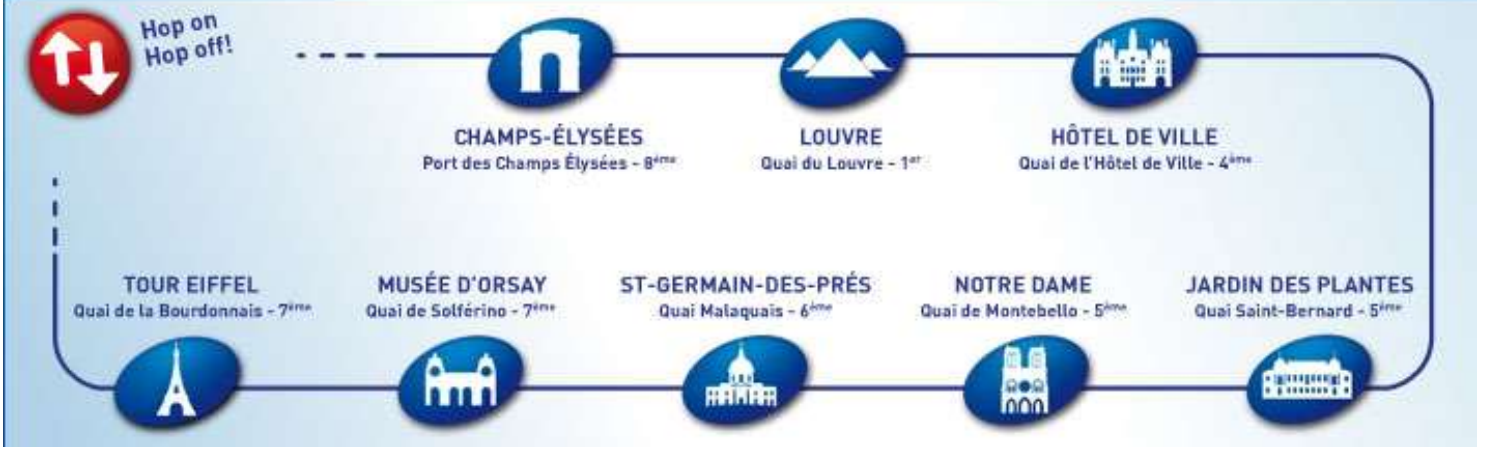 Hop on
Hop off!
CHAMPS-ÉLYSÉES
Port des Champs Élysées - 8ème
LOUVRE
Quai du Louvre - 1er
HÔTEL DE VILLE
Quai de l'Hôtel de Ville - 4ème
TOUR EIFFEL
Quai de la Bourdonnais - 7ème
MUSÉE D'ORSAY
Quai de Solférino - 7ème
ST-GERMAIN-DES-PRÉS
Quai Malaquais - 6ème
NOTRE DAME
Quai de Montebello - 5ème
JARDIN DES PLANTES
Quai Saint-Bernard - 5ème